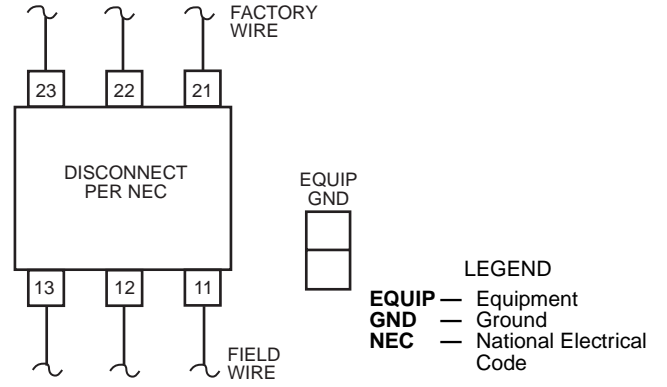 FACTORY
WIRE
23 22 21
DISCONNECT
PER NEC
EQUIP
GND
13 12 11
FIELD
WIRE
LEGEND
EQUIP — Equipment
GND — Ground
NEC — National Electrical
Code